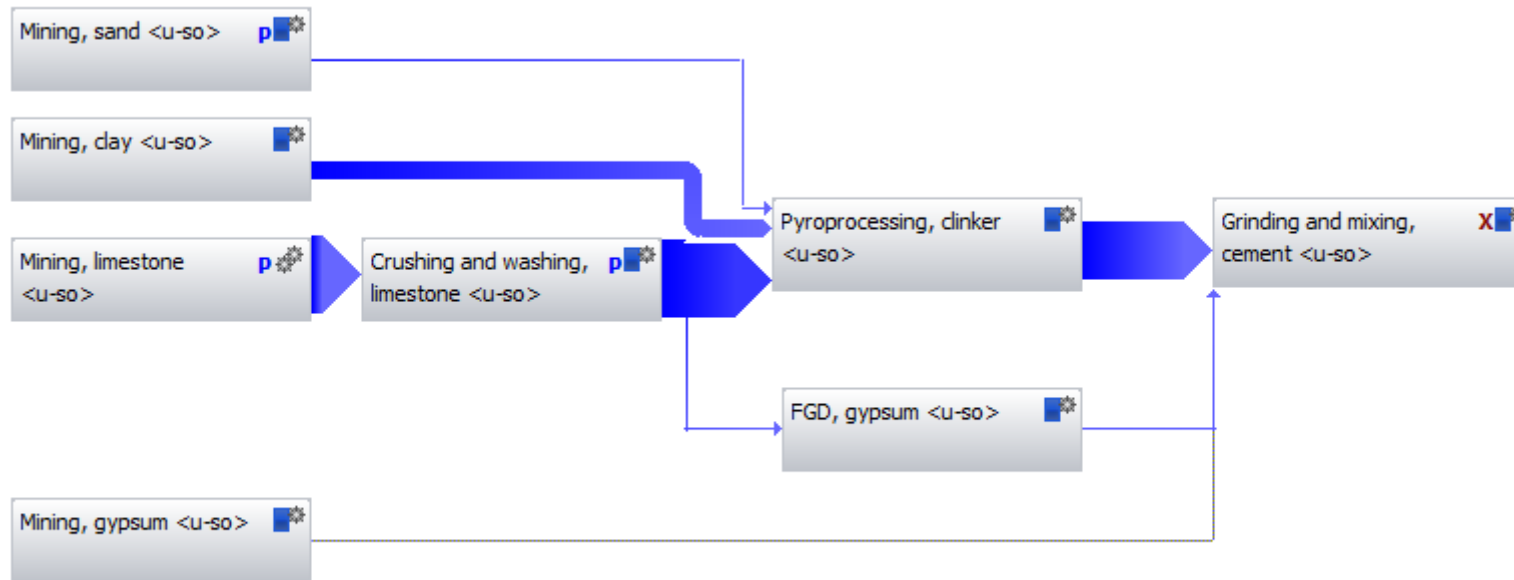 Mining, sand <u-so> p
Mining, clay <u-so>
Mining, limestone p
<u-so>
Crushing and washing, p
limestone <u-so>
Pyroprocessing, clinker
<u-so>
Grinding and mixing, X
cement <u-so>
FGD, gypsum <u-so>
Mining, gypsum <u-so>